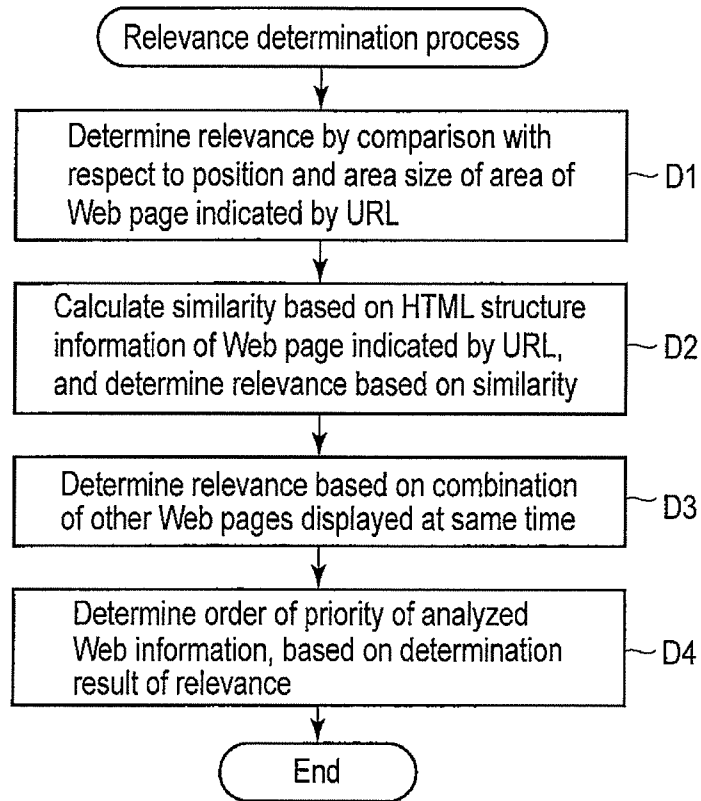 Relevance determination process
Determine relevance by comparison with
respect to position and area size of area of
Web page indicated by URL
D1
Calculate similarity based on HTML structure
information of Web page indicated by URL,
and determine relevance based on similarity
D2
Determine relevance based on combination
of other Web pages displayed at same time
D3
Determine order of priority of analyzed
Web information, based on determination
result of relevance
D4
End